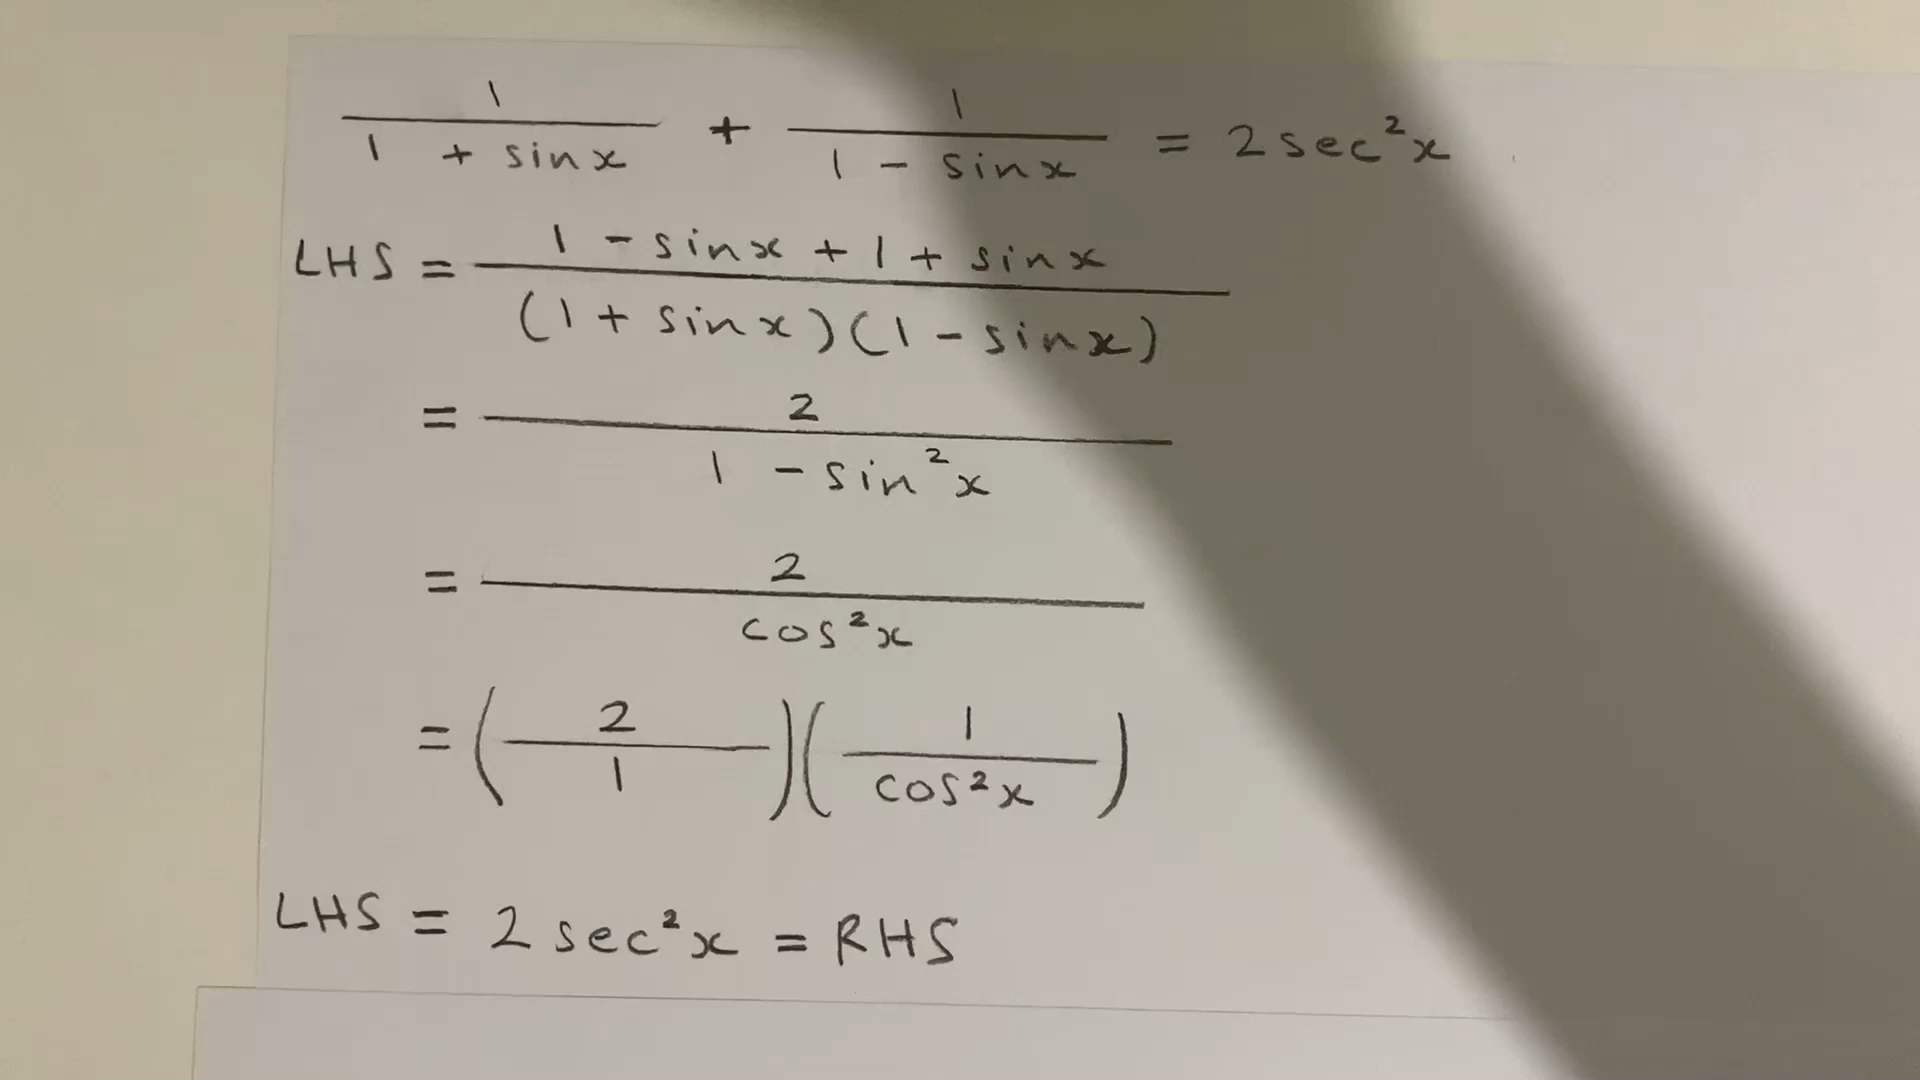 1/(1 + sinx) + 1/(1 - sinx) = 2sec²x
LHS = (1 - sinx + 1 + sinx)/((1 + sinx)(1 - sinx))
= 2/(1 - sin²x)
= 2/cos²x
= (2/1)(1/cos²x)
LHS = 2sec²x = RHS